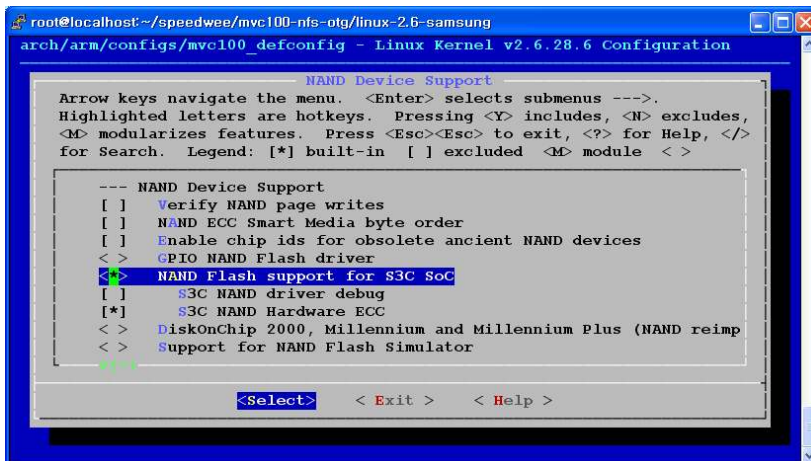 root@localhost:~/speedwee/mvc100-nfs-otg/linux-2.6-samsung
arch/arm/configs/mvc100_defconfig - Linux Kernel v2.6.28.6 Configuration
NAND Device Support
Arrow keys navigate the menu. <Enter> selects submenus --->.
Highlighted letters are hotkeys. Pressing <Y> includes, <N> excludes,
<M> modularizes features. Press <Esc><Esc> to exit, <?> for Help, </>
for Search. Legend: [*] built-in [ ] excluded <M> module < >
--- NAND Device Support
[ ] Verify NAND page writes
[ ] NAND ECC Smart Media byte order
[ ] Enable chip ids for obsolete ancient NAND devices
< > GPIO NAND Flash driver
<*> NAND Flash support for S3C SoC
[ ] S3C NAND driver debug
[*] S3C NAND Hardware ECC
< > DiskOnChip 2000, Millennium and Millennium Plus (NAND reimp
< > Support for NAND Flash Simulator
<Select> < Exit > < Help >